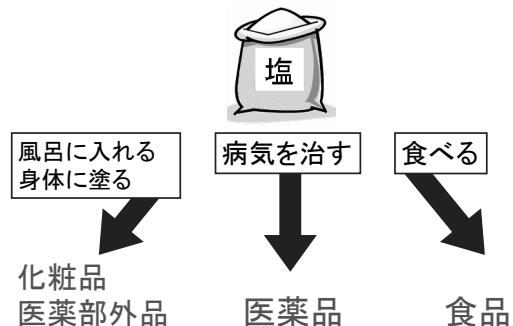 塩
風呂に入れる
身体に塗る
病気を治す
食べる
化粧品
医薬部外品
医薬品
食品